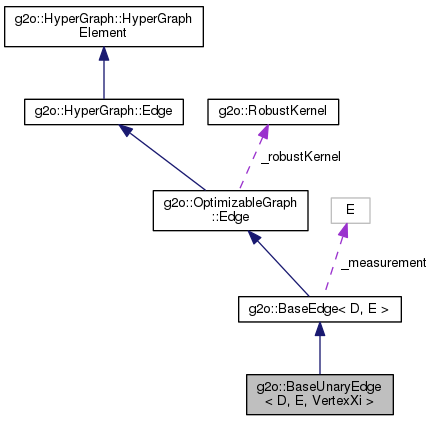 g2o::HyperGraph::HyperGraph
Element
g2o::HyperGraph::Edge
g2o::RobustKernel
_robustKernel
g2o::OptimizableGraph
::Edge
E
_measurement
g2o::BaseEdge< D, E >
g2o::BaseUnaryEdge
< D, E, VertexXi >